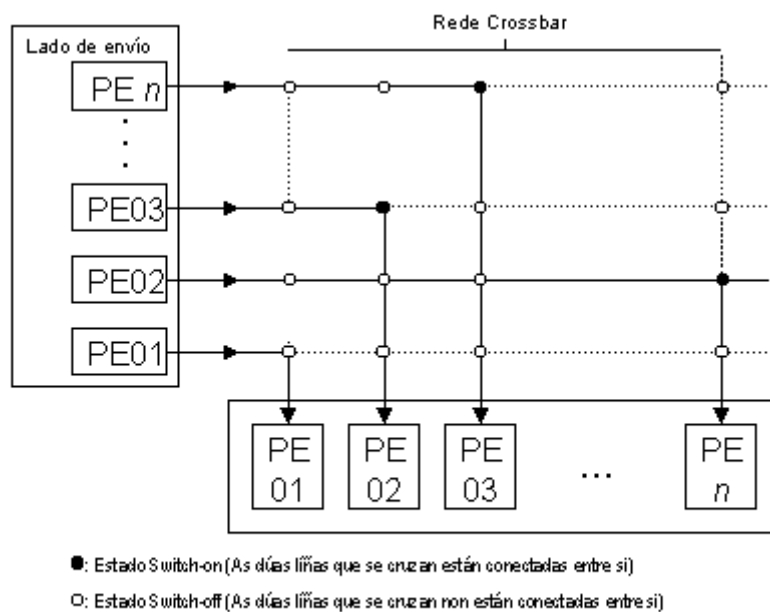 Rede Crossbar
Lado de envío
PE n
PE03
PE02
PE01
PE 01
PE 02
PE 03
...
PE n
●: Estado Switch-on (As dúas liñas que se cruzan están conectadas entre si)
○: Estado Switch-off (As dúas liñas que se cruzan non están conectadas entre si)